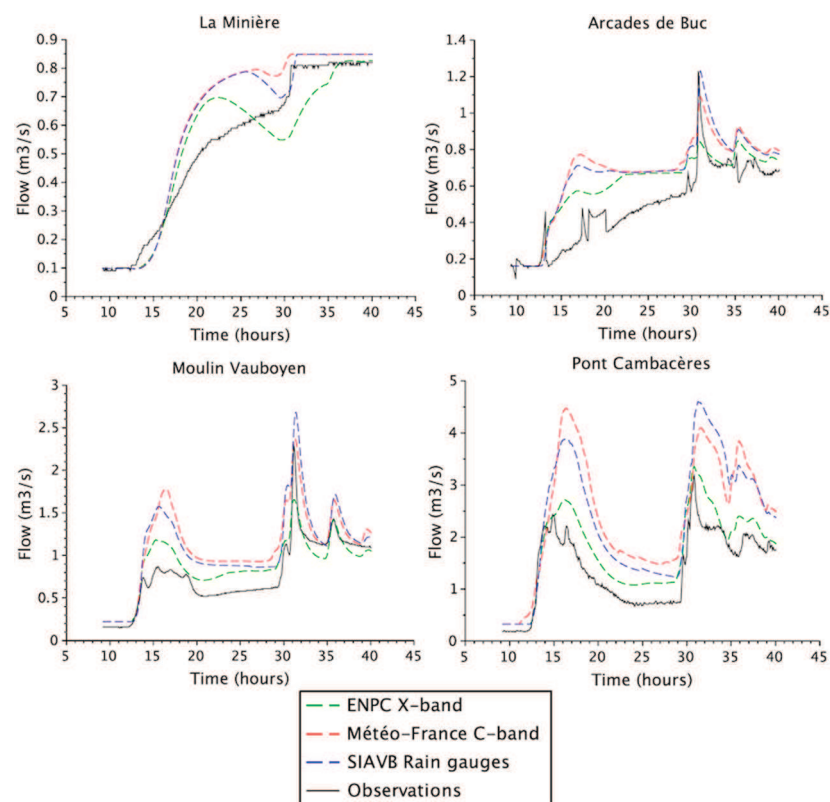 La Minière
0.9
0.8
0.7
0.6
0.5
0.4
0.3
0.2
0.1
0
Flow (m3/s)
5 10 15 20 25 30 35 40 45
Time (hours)
Arcades de Buc
1.4
1.2
1
0.8
0.6
0.4
0.2
0
Flow (m3/s)
5 10 15 20 25 30 35 40 45
Time (hours)
Moulin Vauboyen
3
2.5
2
1.5
1
0.5
0
Flow (m3/s)
5 10 15 20 25 30 35 40 45
Time (hours)
Pont Cambacères
5
4
3
2
1
0
Flow (m3/s)
5 10 15 20 25 30 35 40 45
Time (hours)
ENPC X-band
Météo-France C-band
SIAVB Rain gauges
Observations